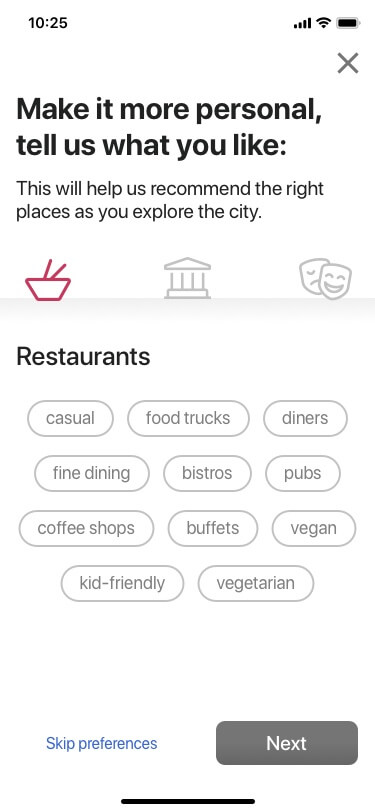 10:25
Make it more personal,
tell us what you like:
This will help us recommend the right
places as you explore the city.
Restaurants
casual food trucks diners
fine dining bistros pubs
coffee shops buffets vegan
kid-friendly vegetarian
Skip preferences Next